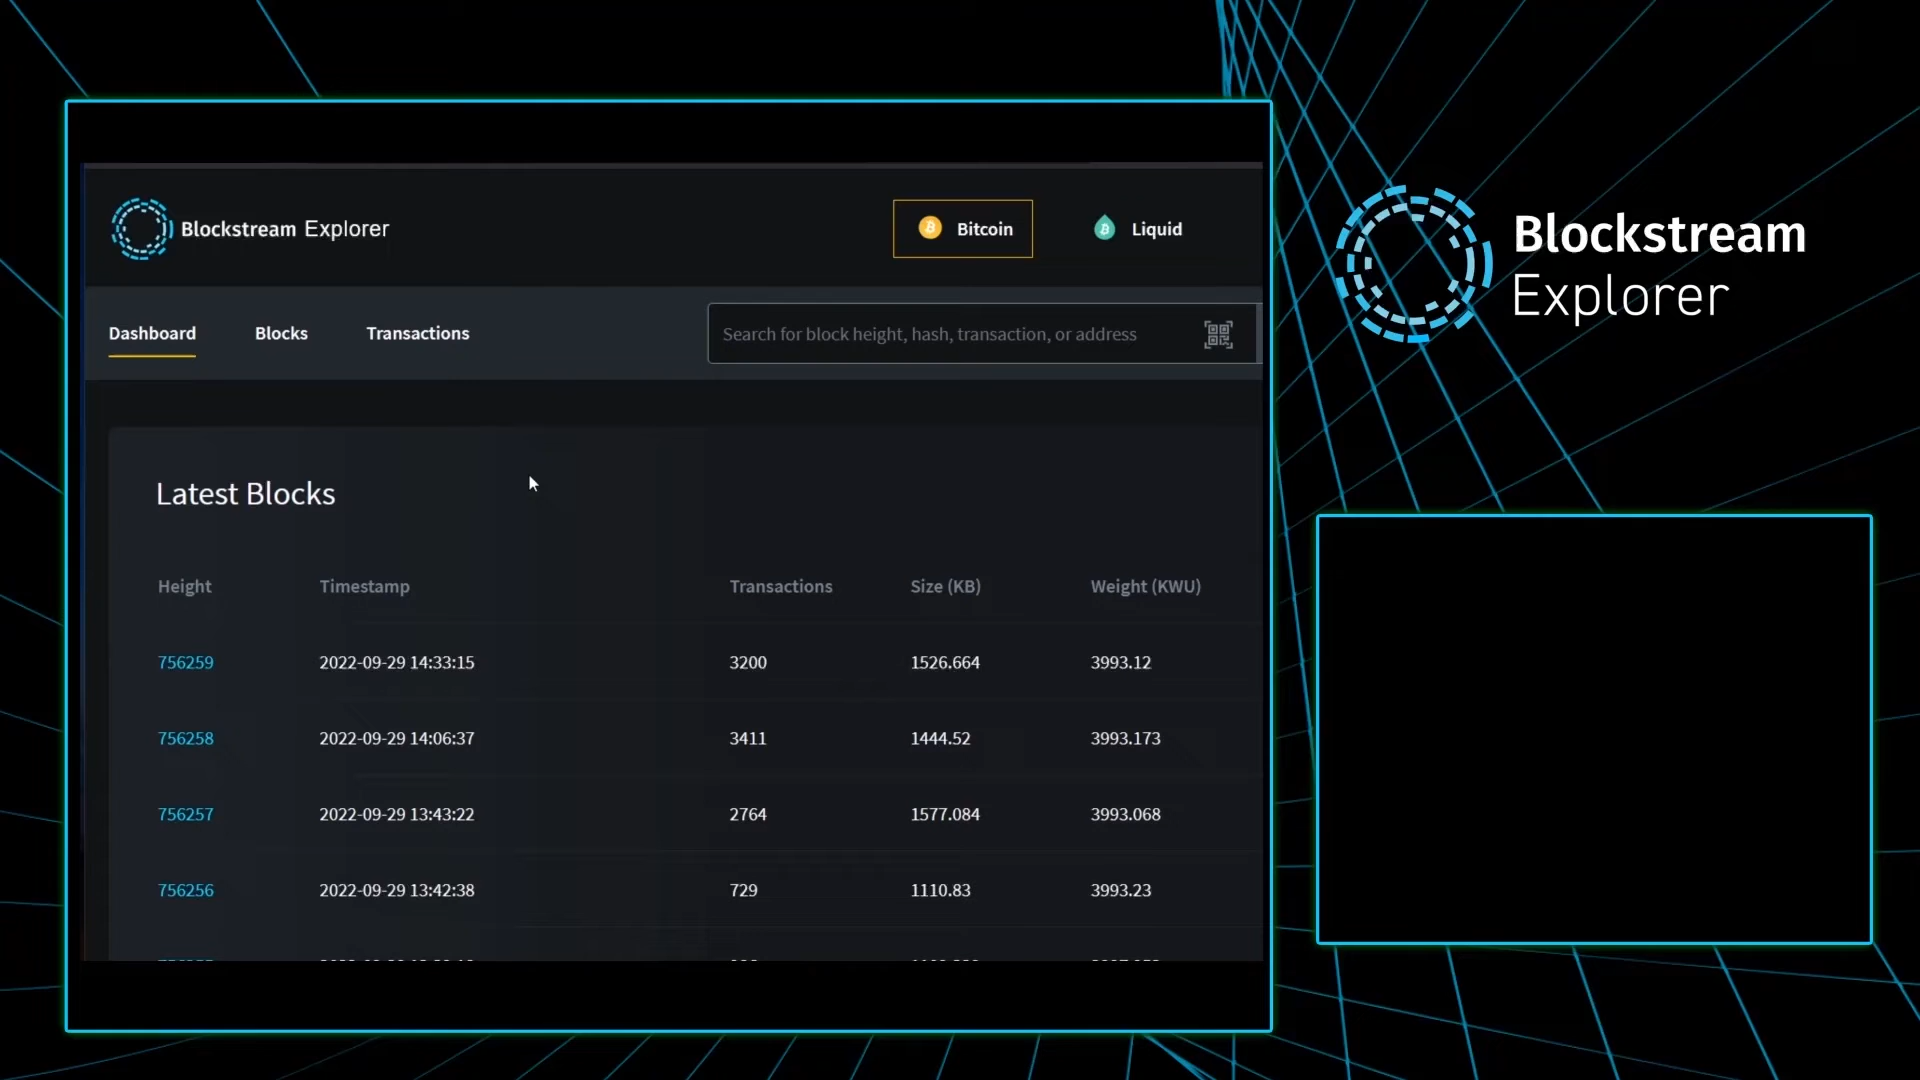 Blockstream Explorer
Bitcoin
Liquid
Dashboard
Blocks
Transactions
Search for block height, hash, transaction, or address
Blockstream
Explorer
Latest Blocks
Height Timestamp Transactions Size (KB) Weight (KWU)
756259 2022-09-29 14:33:15 3200 1526.664 3993.12
756258 2022-09-29 14:06:37 3411 1444.52 3993.173
756257 2022-09-29 13:43:22 2764 1577.084 3993.068
756256 2022-09-29 13:42:38 729 1110.83 3993.23